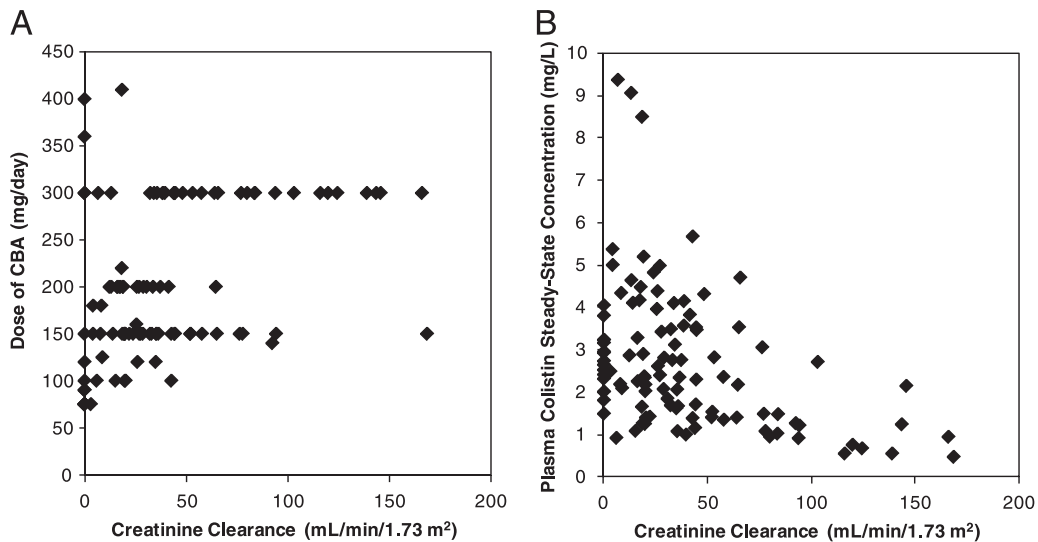 A
450
400
350
300
250
200
150
100
50
0
0 50 100 150 200
Dose of CBA (mg/day)
Creatinine Clearance (mL/min/1.73 m²)
B
10
9
8
7
6
5
4
3
2
1
0
0 50 100 150 200
Plasma Colistin Steady-State Concentration (mg/L)
Creatinine Clearance (mL/min/1.73 m²)